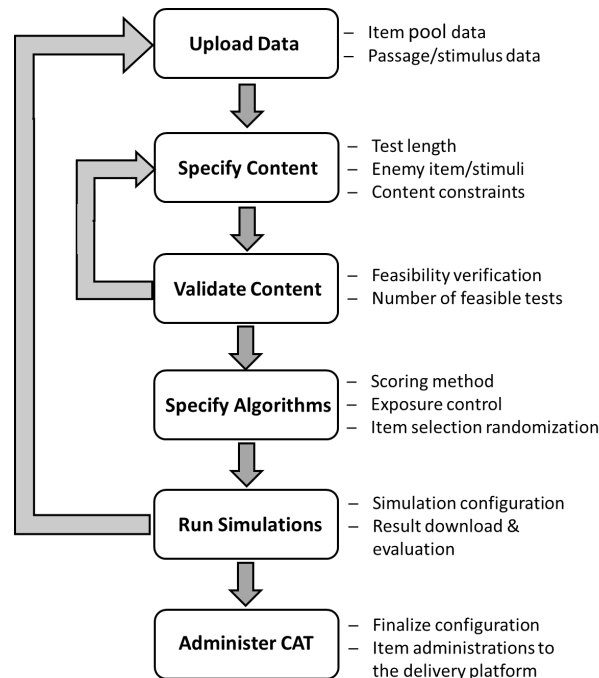 Upload Data
– Item pool data
– Passage/stimulus data
Specify Content
– Test length
– Enemy item/stimuli
– Content constraints
Validate Content
– Feasibility verification
– Number of feasible tests
Specify Algorithms
– Scoring method
– Exposure control
– Item selection randomization
Run Simulations
– Simulation configuration
– Result download &
evaluation
Administer CAT
– Finalize configuration
– Item administrations to
the delivery platform